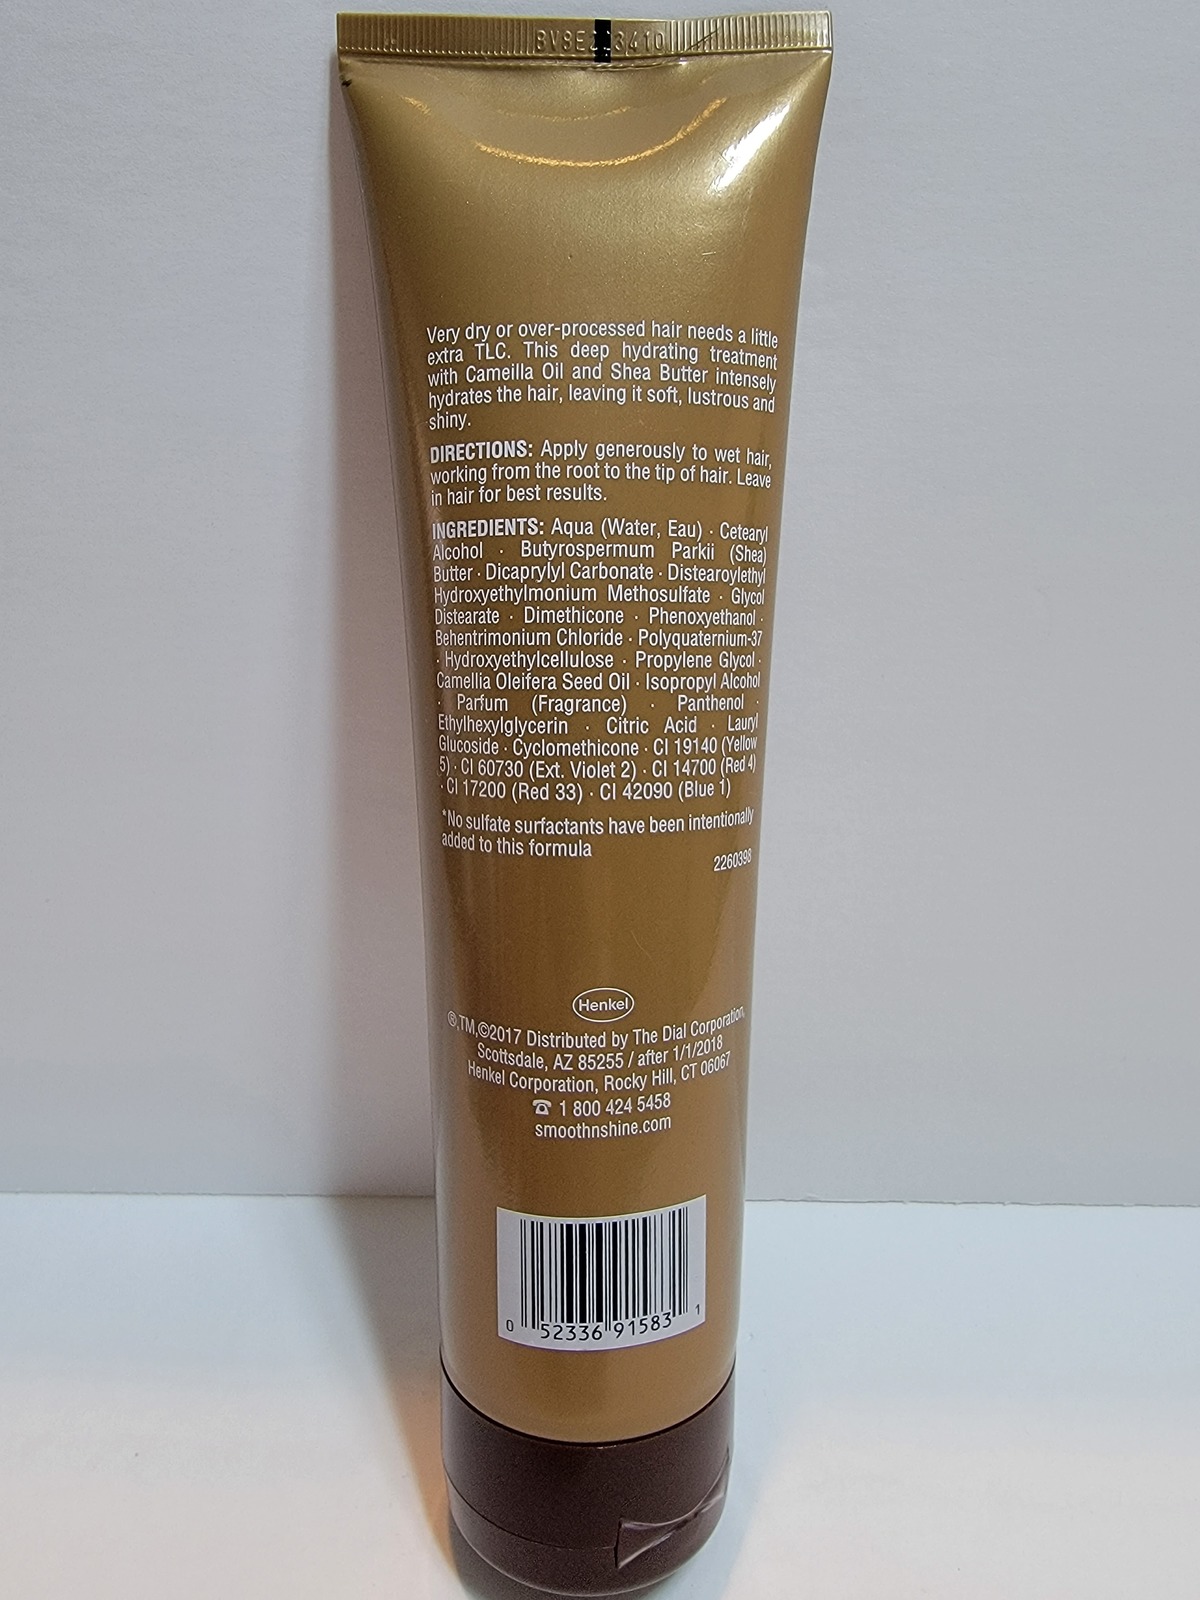 Very dry or over-processed hair needs a little
extra TLC. This deep hydrating treatment
with Cameilla Oil and Shea Butter intensely
hydrates the hair, leaving it soft, lustrous and
shiny.
DIRECTIONS: Apply generously to wet hair,
working from the root to the tip of hair. Leave
in hair for best results.
INGREDIENTS: Aqua (Water, Eau) · Cetearyl
Alcohol · Butyrospermum Parkii (Shea)
Butter · Dicaprylyl Carbonate · Distearoylethyl
Hydroxyethylmonium Methosulfate · Glycol
Distearate · Dimethicone · Phenoxyethanol ·
Behentrimonium Chloride · Polyquaternium-37
· Hydroxyethylcellulose · Propylene Glycol ·
Camellia Oleifera Seed Oil · Isopropyl Alcohol
· Parfum (Fragrance) · Panthenol ·
Ethylhexylglycerin · Citric Acid · Lauryl
Glucoside · Cyclomethicone · CI 19140 (Yellow
5) · CI 60730 (Ext. Violet 2) · CI 14700 (Red 4)
· CI 17200 (Red 33) · CI 42090 (Blue 1)
*No sulfate surfactants have been intentionally
added to this formula
2260398
Henkel
®,TM,©2017 Distributed by The Dial Corporation,
Scottsdale, AZ 85255 / after 1/1/2018
Henkel Corporation, Rocky Hill, CT 06067
☎ 1 800 424 5458
smoothnshine.com
0 52336 91583 1